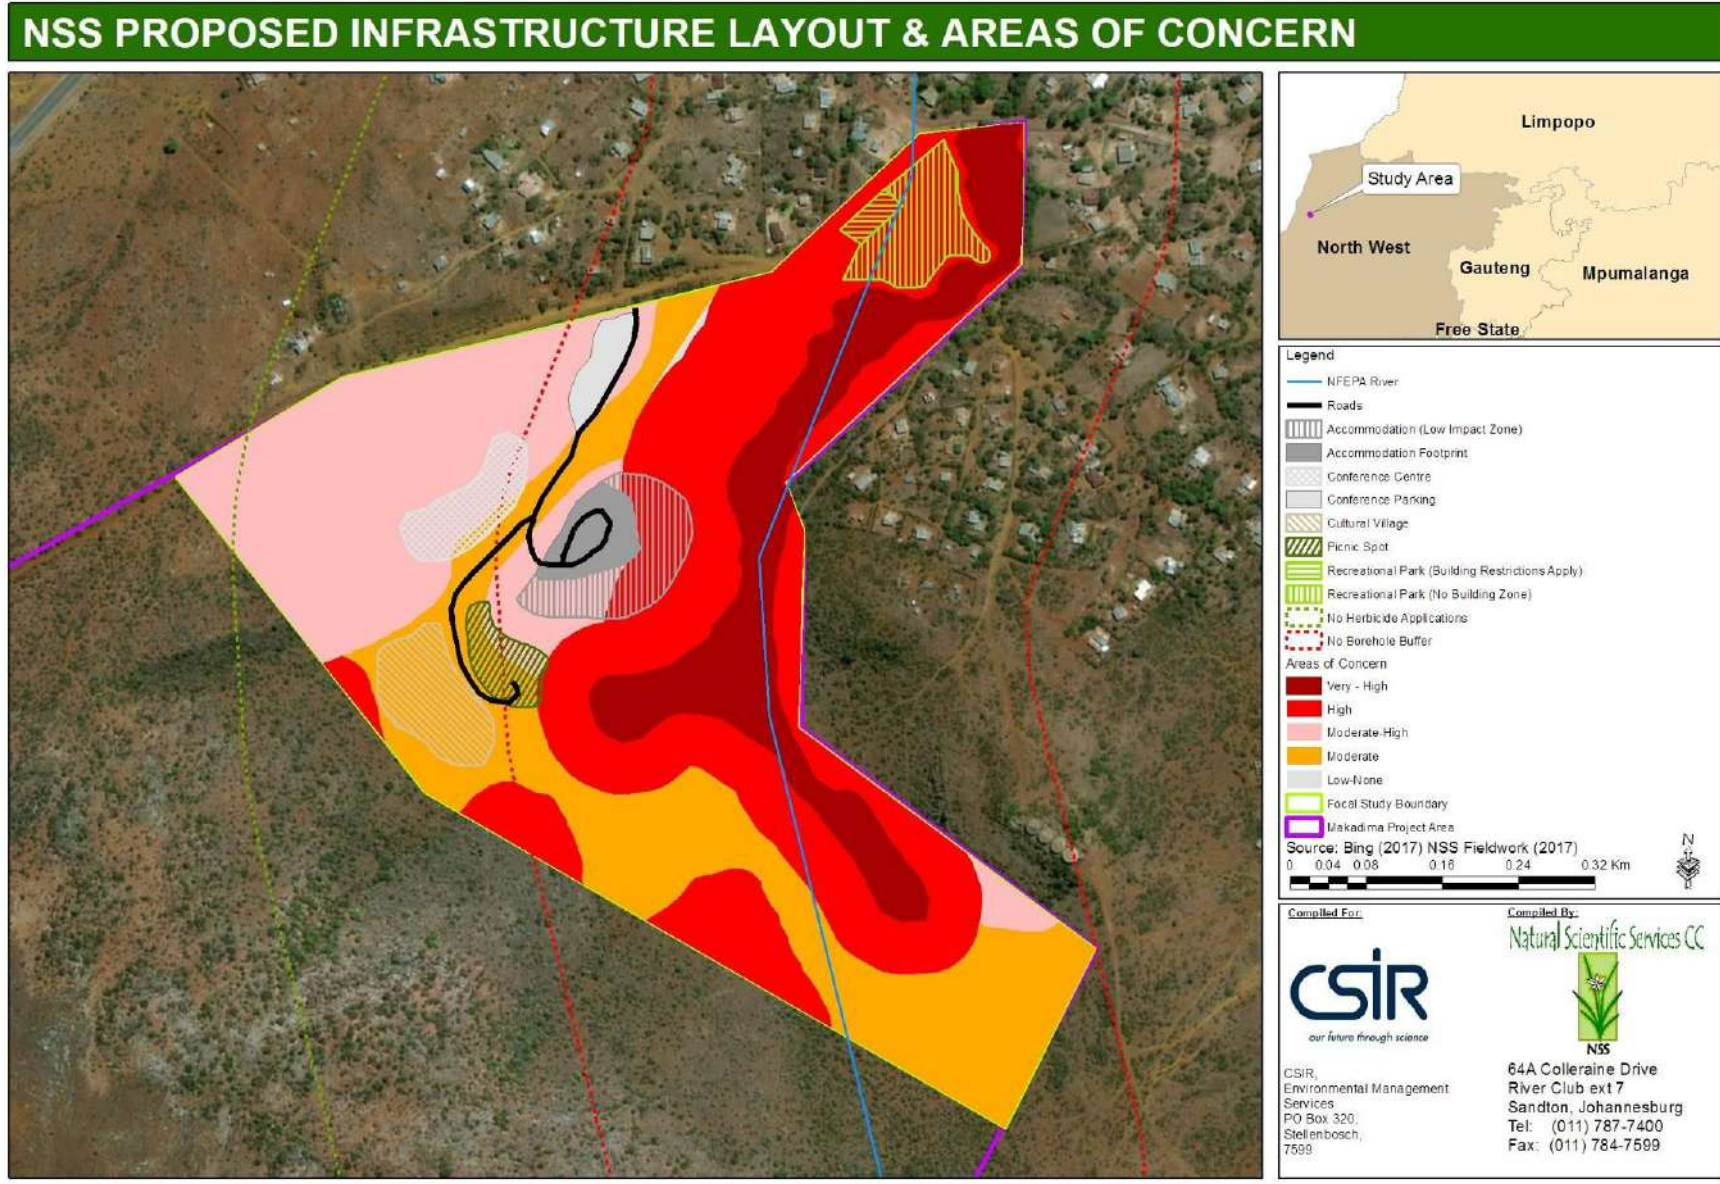 NSS PROPOSED INFRASTRUCTURE LAYOUT & AREAS OF CONCERN
Limpopo
Study Area
North West
Gauteng
Mpumalanga
Free State
Legend
NFEPA River
Roads
Accommodation (Low Impact Zone)
Accommodation Footprint
Conference Centre
Conference Parking
Cultural Village
Picnic Spot
Recreational Park (Building Restrictions Apply)
Recreational Park (No Building Zone)
No Herbicide Applications
No Borehole Buffer
Areas of Concern
Very - High
High
Moderate-High
Moderate
Low-None
Focal Study Boundary
Makadima Project Area
Source: Bing (2017) NSS Fieldwork (2017)
0 0.04 0.08 0.16 0.24 0.32 Km
N
Compiled For:
CSIR
our future through science
CSIR,
Environmental Management
Services
PO Box 320,
Stellenbosch,
7599
Compiled By:
Natural Scientific Services CC
NSS
64A Colleraine Drive
River Club ext 7
Sandton, Johannesburg
Tel: (011) 787-7400
Fax: (011) 784-7599